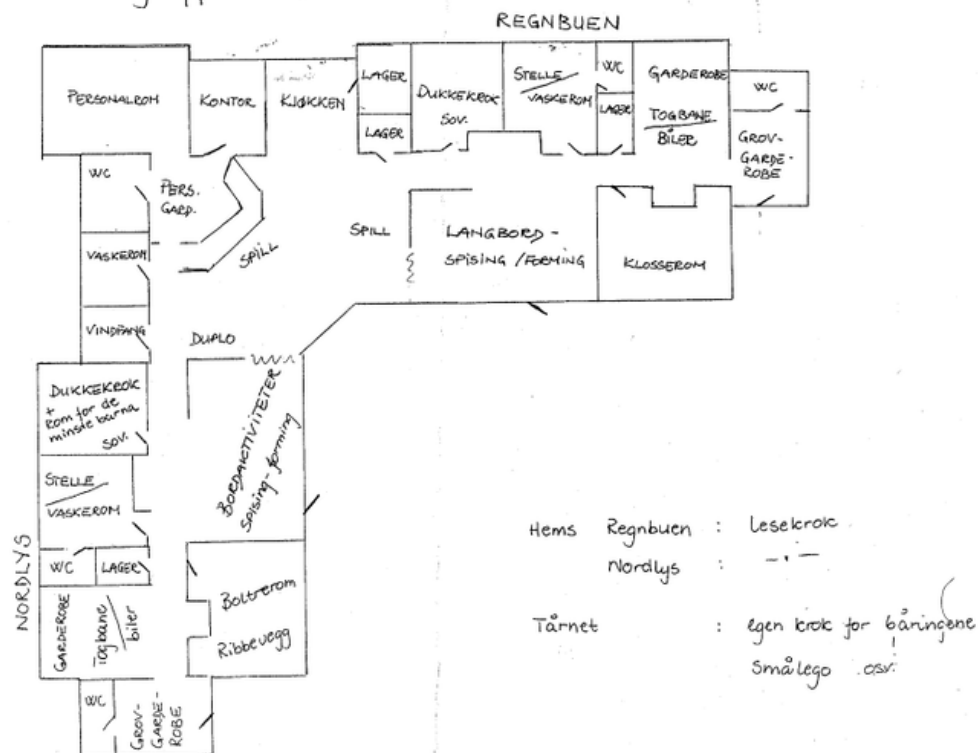 REGNBUEN
PERSONALROM
KONTOR
KJØKKEN
LAGER
LAGER
DUKKEKROK
SOV.
STELLE/
VASKEROM
WC
LAGER
GARDEROBE
TOGBANE/
BILER
WC
GROV-
GARDE-
ROBE
WC
PERS.
GARD.
VASKEROM
VINDFANG
SPILL
SPILL
LANGBORD-
SPISING/FORMING
KLOSSEROM
DUPLO
DUKKEKROK
+
Rom for de
minste barna
SOV.
STELLE/
VASKEROM
BORDAKTIVITETER
Spising-forming
NORDLYS
WC
LAGER
GARDEROBE
Togbane/
biler
Boltrerom
Ribbevegg
WC
GROV-
GARDE-
ROBE
Hems Regnbuen : Lesekrok
Nordlys : -"-
Tårnet : egen krok for 6åringene
Smålego osv.